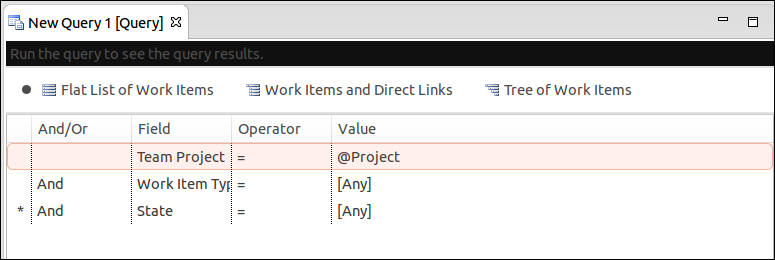 New Query 1 [Query]
Run the query to see the query results.
Flat List of Work Items Work Items and Direct Links Tree of Work Items
And/Or Field Operator Value
Team Project = @Project
And Work Item Typ = [Any]
* And State = [Any]